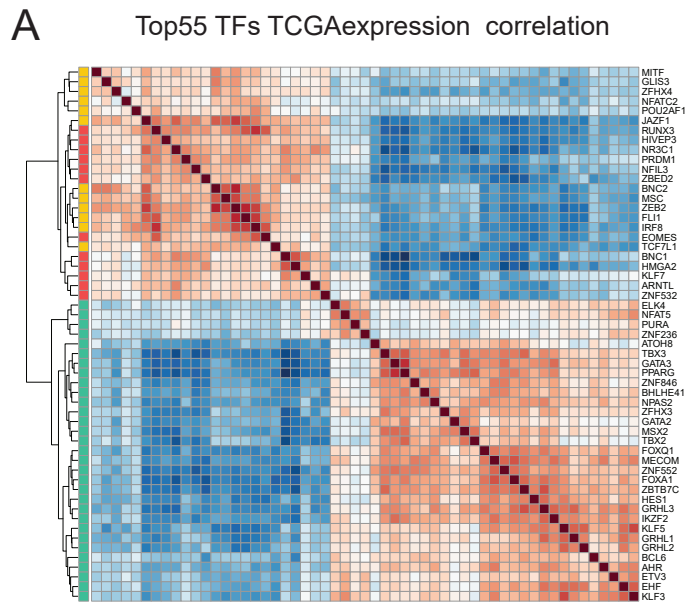 A
Top55 TFs TCGAexpression correlation
MITF
GLIS3
ZFHX4
NFATC2
POU2AF1
JAZF1
RUNX3
HIVEP3
NR3C1
PRDM1
NFIL3
ZBED2
BNC2
MSC
ZEB2
FLI1
IRF8
EOMES
TCF7L1
BNC1
HMGA2
KLF7
ARNTL
ZNF532
ELK4
NFAT5
PURA
ZNF236
ATOH8
TBX3
GATA3
PPARG
ZNF846
BHLHE41
NPAS2
ZFHX3
GATA2
MSX2
TBX2
FOXQ1
MECOM
ZNF552
FOXA1
ZBTB7C
HES1
GRHL3
IKZF2
KLF5
GRHL1
GRHL2
BCL6
AHR
ETV3
EHF
KLF3